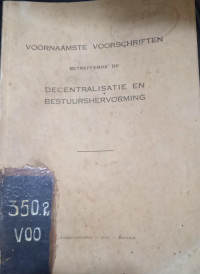 VOORNAAMSTE VOORSCHRIFTEN
BETREFFENDE DE
DECENTRALISATIE EN
BESTUURSHERVORMING
350.2
VOO